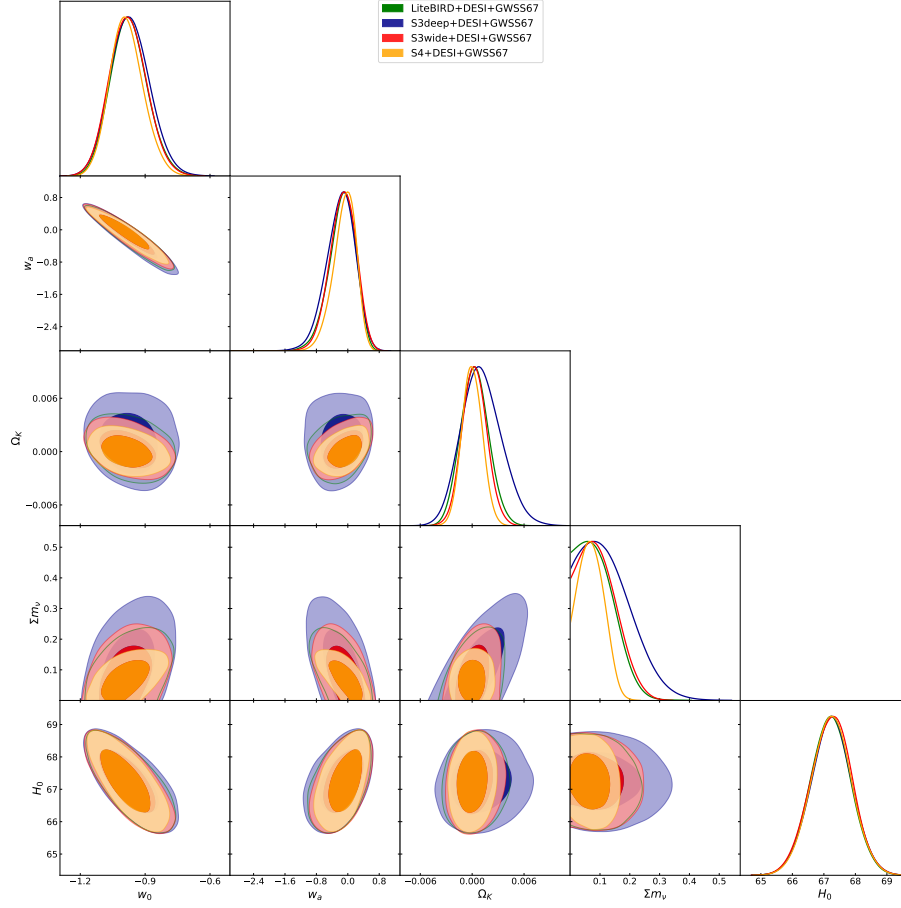 LiteBIRD+DESI+GWSS67
S3deep+DESI+GWSS67
S3wide+DESI+GWSS67
S4+DESI+GWSS67
0.8
0.0
−0.8
−1.6
−2.4
w_a
0.006
0.000
−0.006
Ω_K
0.5
0.4
0.3
0.2
0.1
Σm_ν
69
68
67
66
65
H_0
−1.2 −0.9 −0.6
w_0
−2.4 −1.6 −0.8 0.0 0.8
w_a
−0.006 0.000 0.006
Ω_K
0.1 0.2 0.3 0.4 0.5
Σm_ν
65 66 67 68 69
H_0